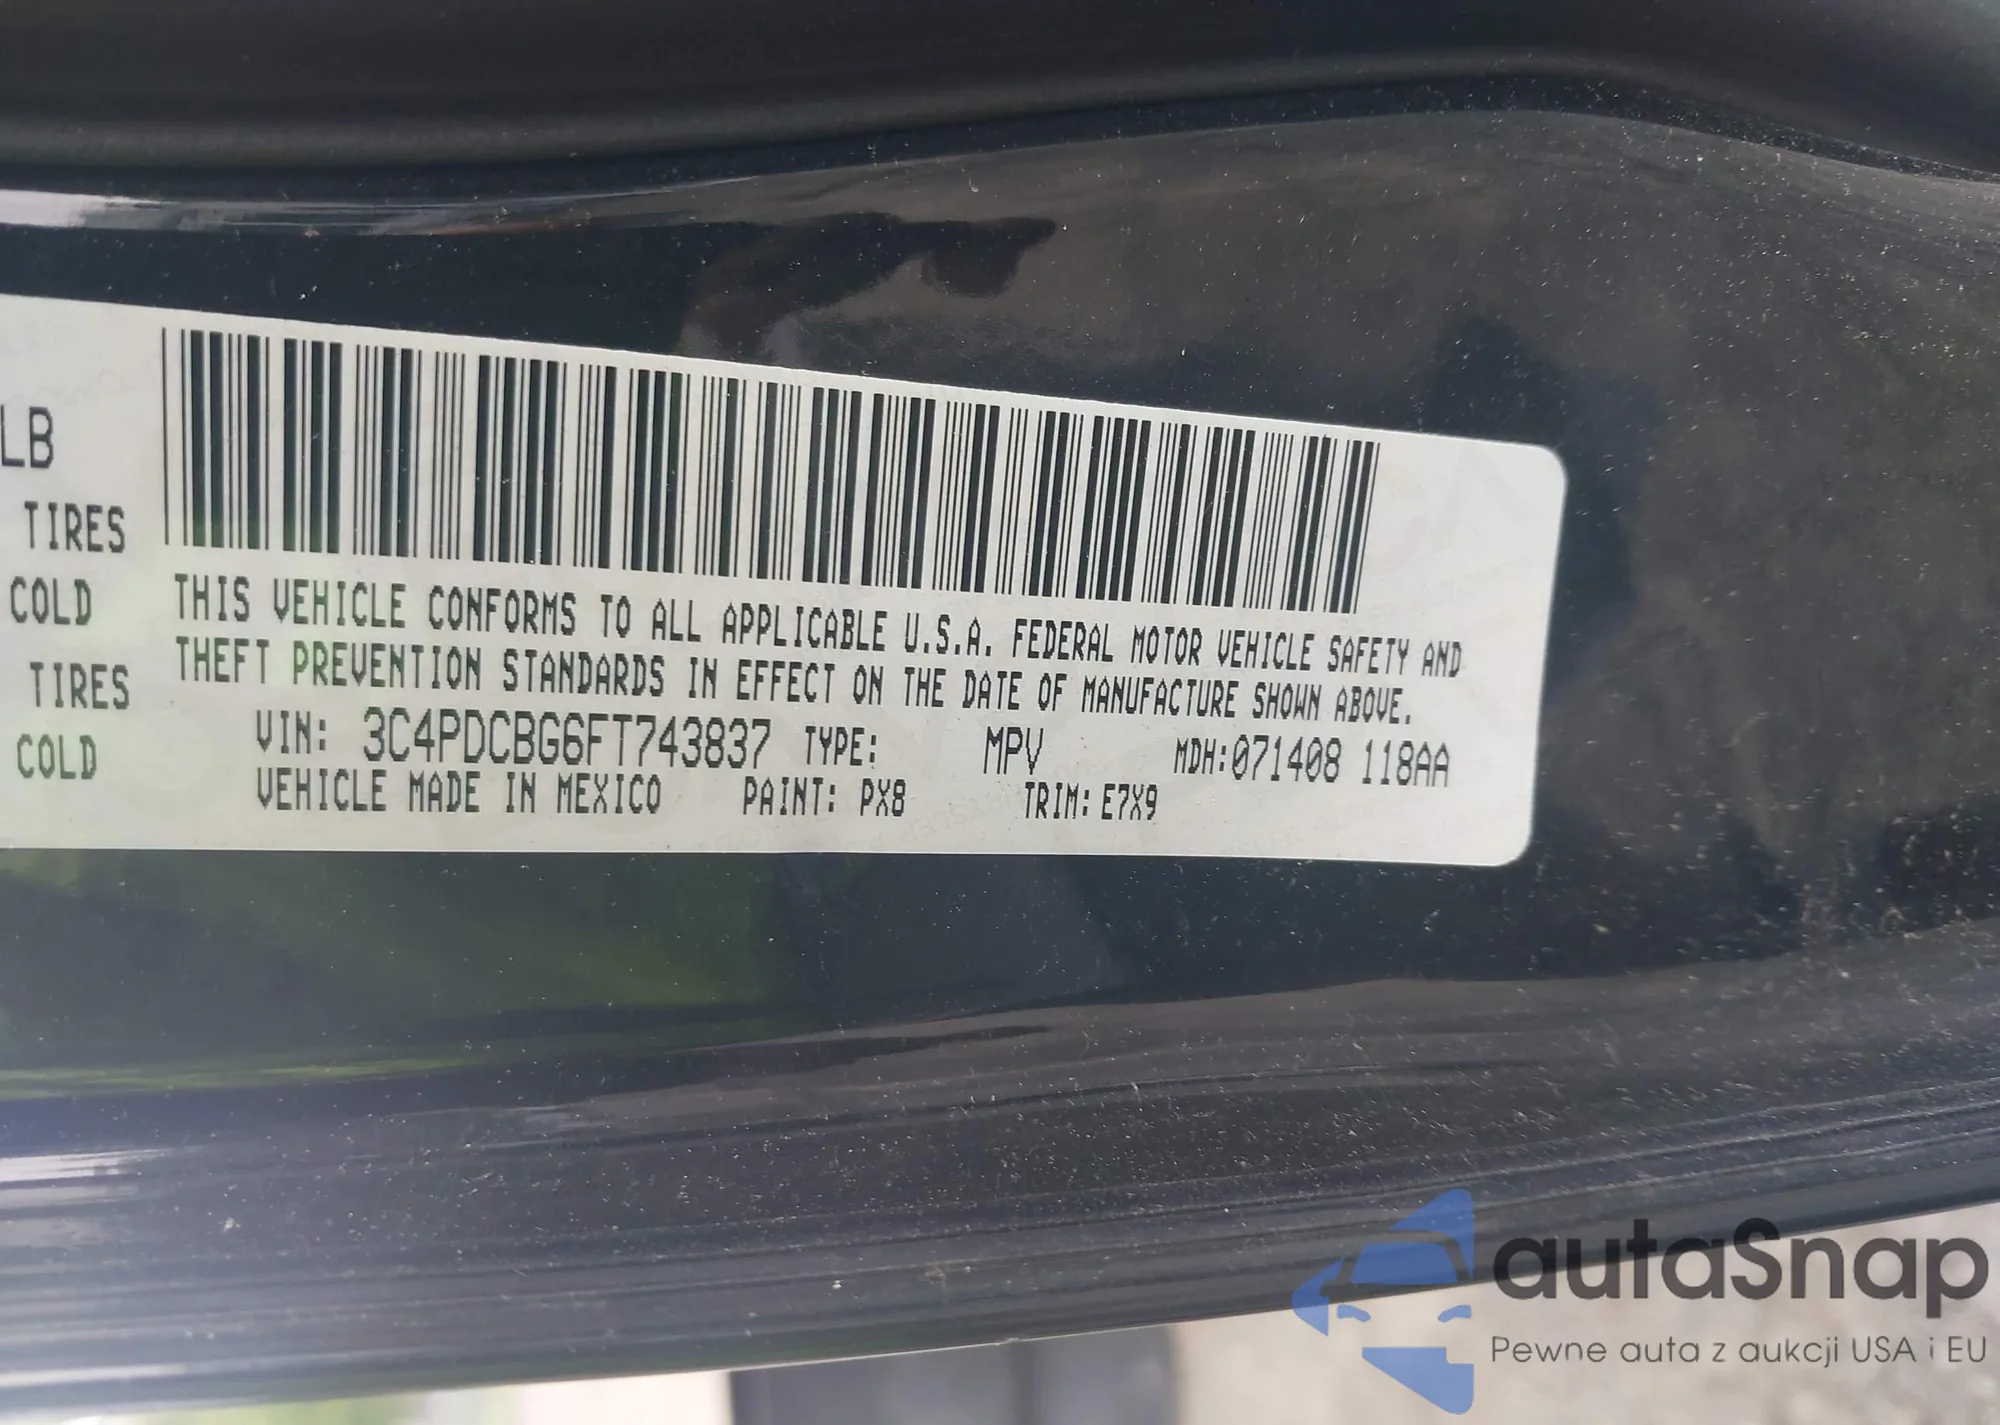 LB
TIRES
COLD
TIRES
COLD
THIS VEHICLE CONFORMS TO ALL APPLICABLE U.S.A. FEDERAL MOTOR VEHICLE SAFETY AND
THEFT PREVENTION STANDARDS IN EFFECT ON THE DATE OF MANUFACTURE SHOWN ABOVE.
VIN: 3C4PDCBG6FT743837 TYPE: MPV MDH:071408 118AA
VEHICLE MADE IN MEXICO PAINT: PX8 TRIM: E7X9
autaSnap
Pewne auta z aukcji USA i EU